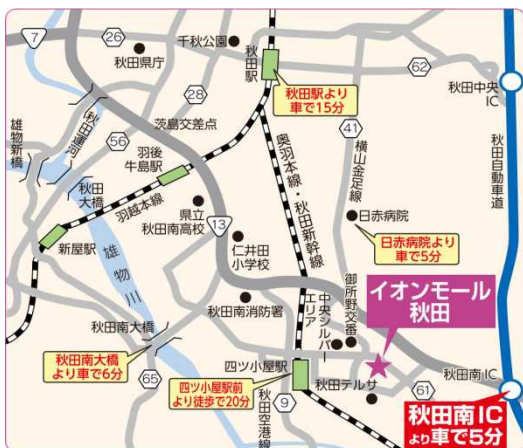 7
26
千秋公園
秋田駅
秋田県庁
62
秋田駅より
車で15分
秋田中央
IC
28
雄物新橋
秋田運河
56
茨島交差点
41
横山金足線
奥羽本線・秋田新幹線
秋田自動車道
羽後
牛島駅
秋田
大橋
羽越本線
県立
秋田南高校
13
日赤病院
新屋駅
雄物川
仁井田
小学校
日赤病院より
車で5分
秋田南消防署
中央シルバー
エリア
御所野交番
イオンモール
秋田
秋田南大橋
秋田南大橋
より車で6分
65
四ツ小屋駅
四ツ小屋駅前
より徒歩で20分
秋田空港線
9
秋田テルサ
61
秋田南IC
秋田南IC
より車で5分